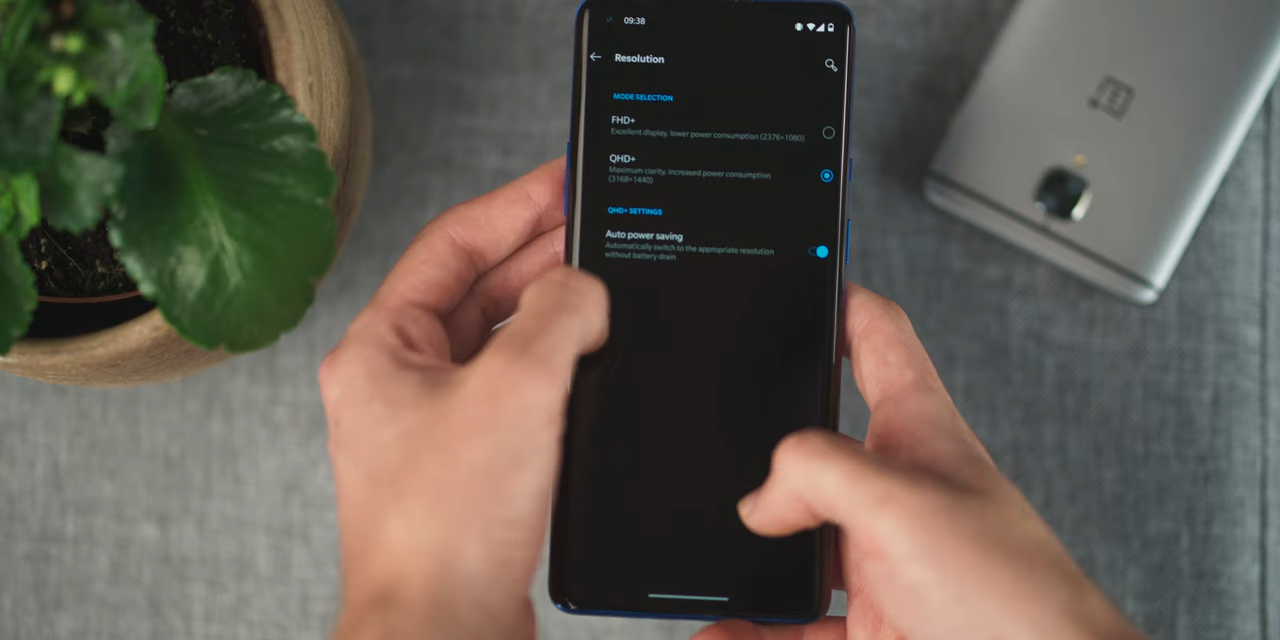 09:38
Resolution
MODE SELECTION
FHD+
Excellent display, lower power consumption (2376×1080)
QHD+
Maximum clarity, increased power consumption
(3168×1440)
QHD+ SETTINGS
Auto power saving
Automatically switch to the appropriate resolution
without battery drain